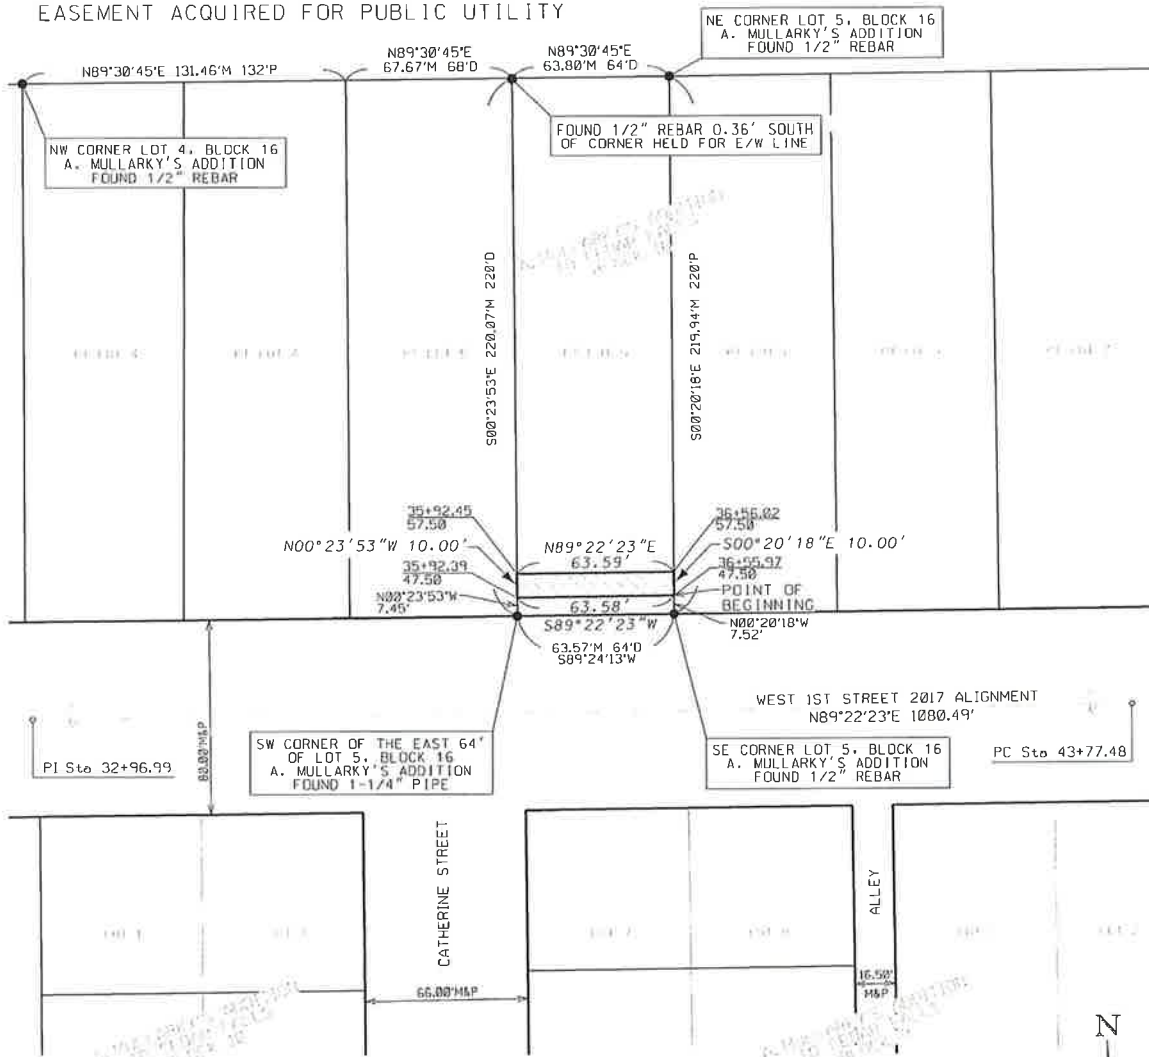 EASEMENT ACQUIRED FOR PUBLIC UTILITY
NE CORNER LOT 5, BLOCK 16
A. MULLARKY'S ADDITION
FOUND 1/2" REBAR
N89°30'45"E 131.46'M 132'P
N89°30'45"E
67.67'M 68'D
N89°30'45"E
63.80'M 64'D
NW CORNER LOT 4, BLOCK 16
A. MULLARKY'S ADDITION
FOUND 1/2" REBAR
FOUND 1/2" REBAR 0.36' SOUTH
OF CORNER HELD FOR E/W LINE
S00°23'53"E 220.07'M 220'D
S00°20'18"E 219.94'M 220'P
35+92.45
57.50
36+56.02
57.50
N00°23'53"W 10.00'
N89°22'23"E
63.59'
S00°20'18"E 10.00'
35+92.39
47.50
36+55.97
47.50
POINT OF
BEGINNING
N00°23'53"W
7.45'
63.58'
S89°22'23"W
N00°20'18"W
7.52'
63.57'M 64'D
S89°24'13"W
80.00'M&P
WEST 1ST STREET 2017 ALIGNMENT
N89°22'23"E 1080.49'
PI Sta 32+96.99
SW CORNER OF THE EAST 64'
OF LOT 5, BLOCK 16
A. MULLARKY'S ADDITION
FOUND 1-1/4" PIPE
SE CORNER LOT 5, BLOCK 16
A. MULLARKY'S ADDITION
FOUND 1/2" REBAR
PC Sta 43+77.48
CATHERINE STREET
ALLEY
66.00'M&P
16.50'
M&P
N